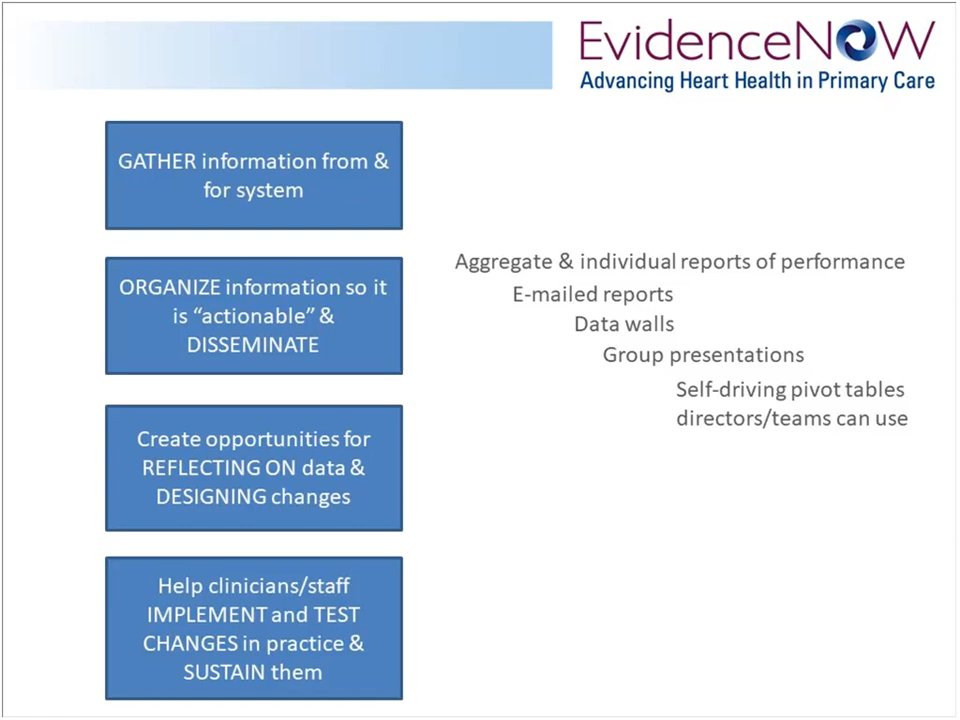 EvidenceNOW
Advancing Heart Health in Primary Care
GATHER information from &
for system
ORGANIZE information so it
is “actionable” &
DISSEMINATE
Aggregate & individual reports of performance
E-mailed reports
Data walls
Group presentations
Self-driving pivot tables
directors/teams can use
Create opportunities for
REFLECTING ON data &
DESIGNING changes
Help clinicians/staff
IMPLEMENT and TEST
CHANGES in practice &
SUSTAIN them